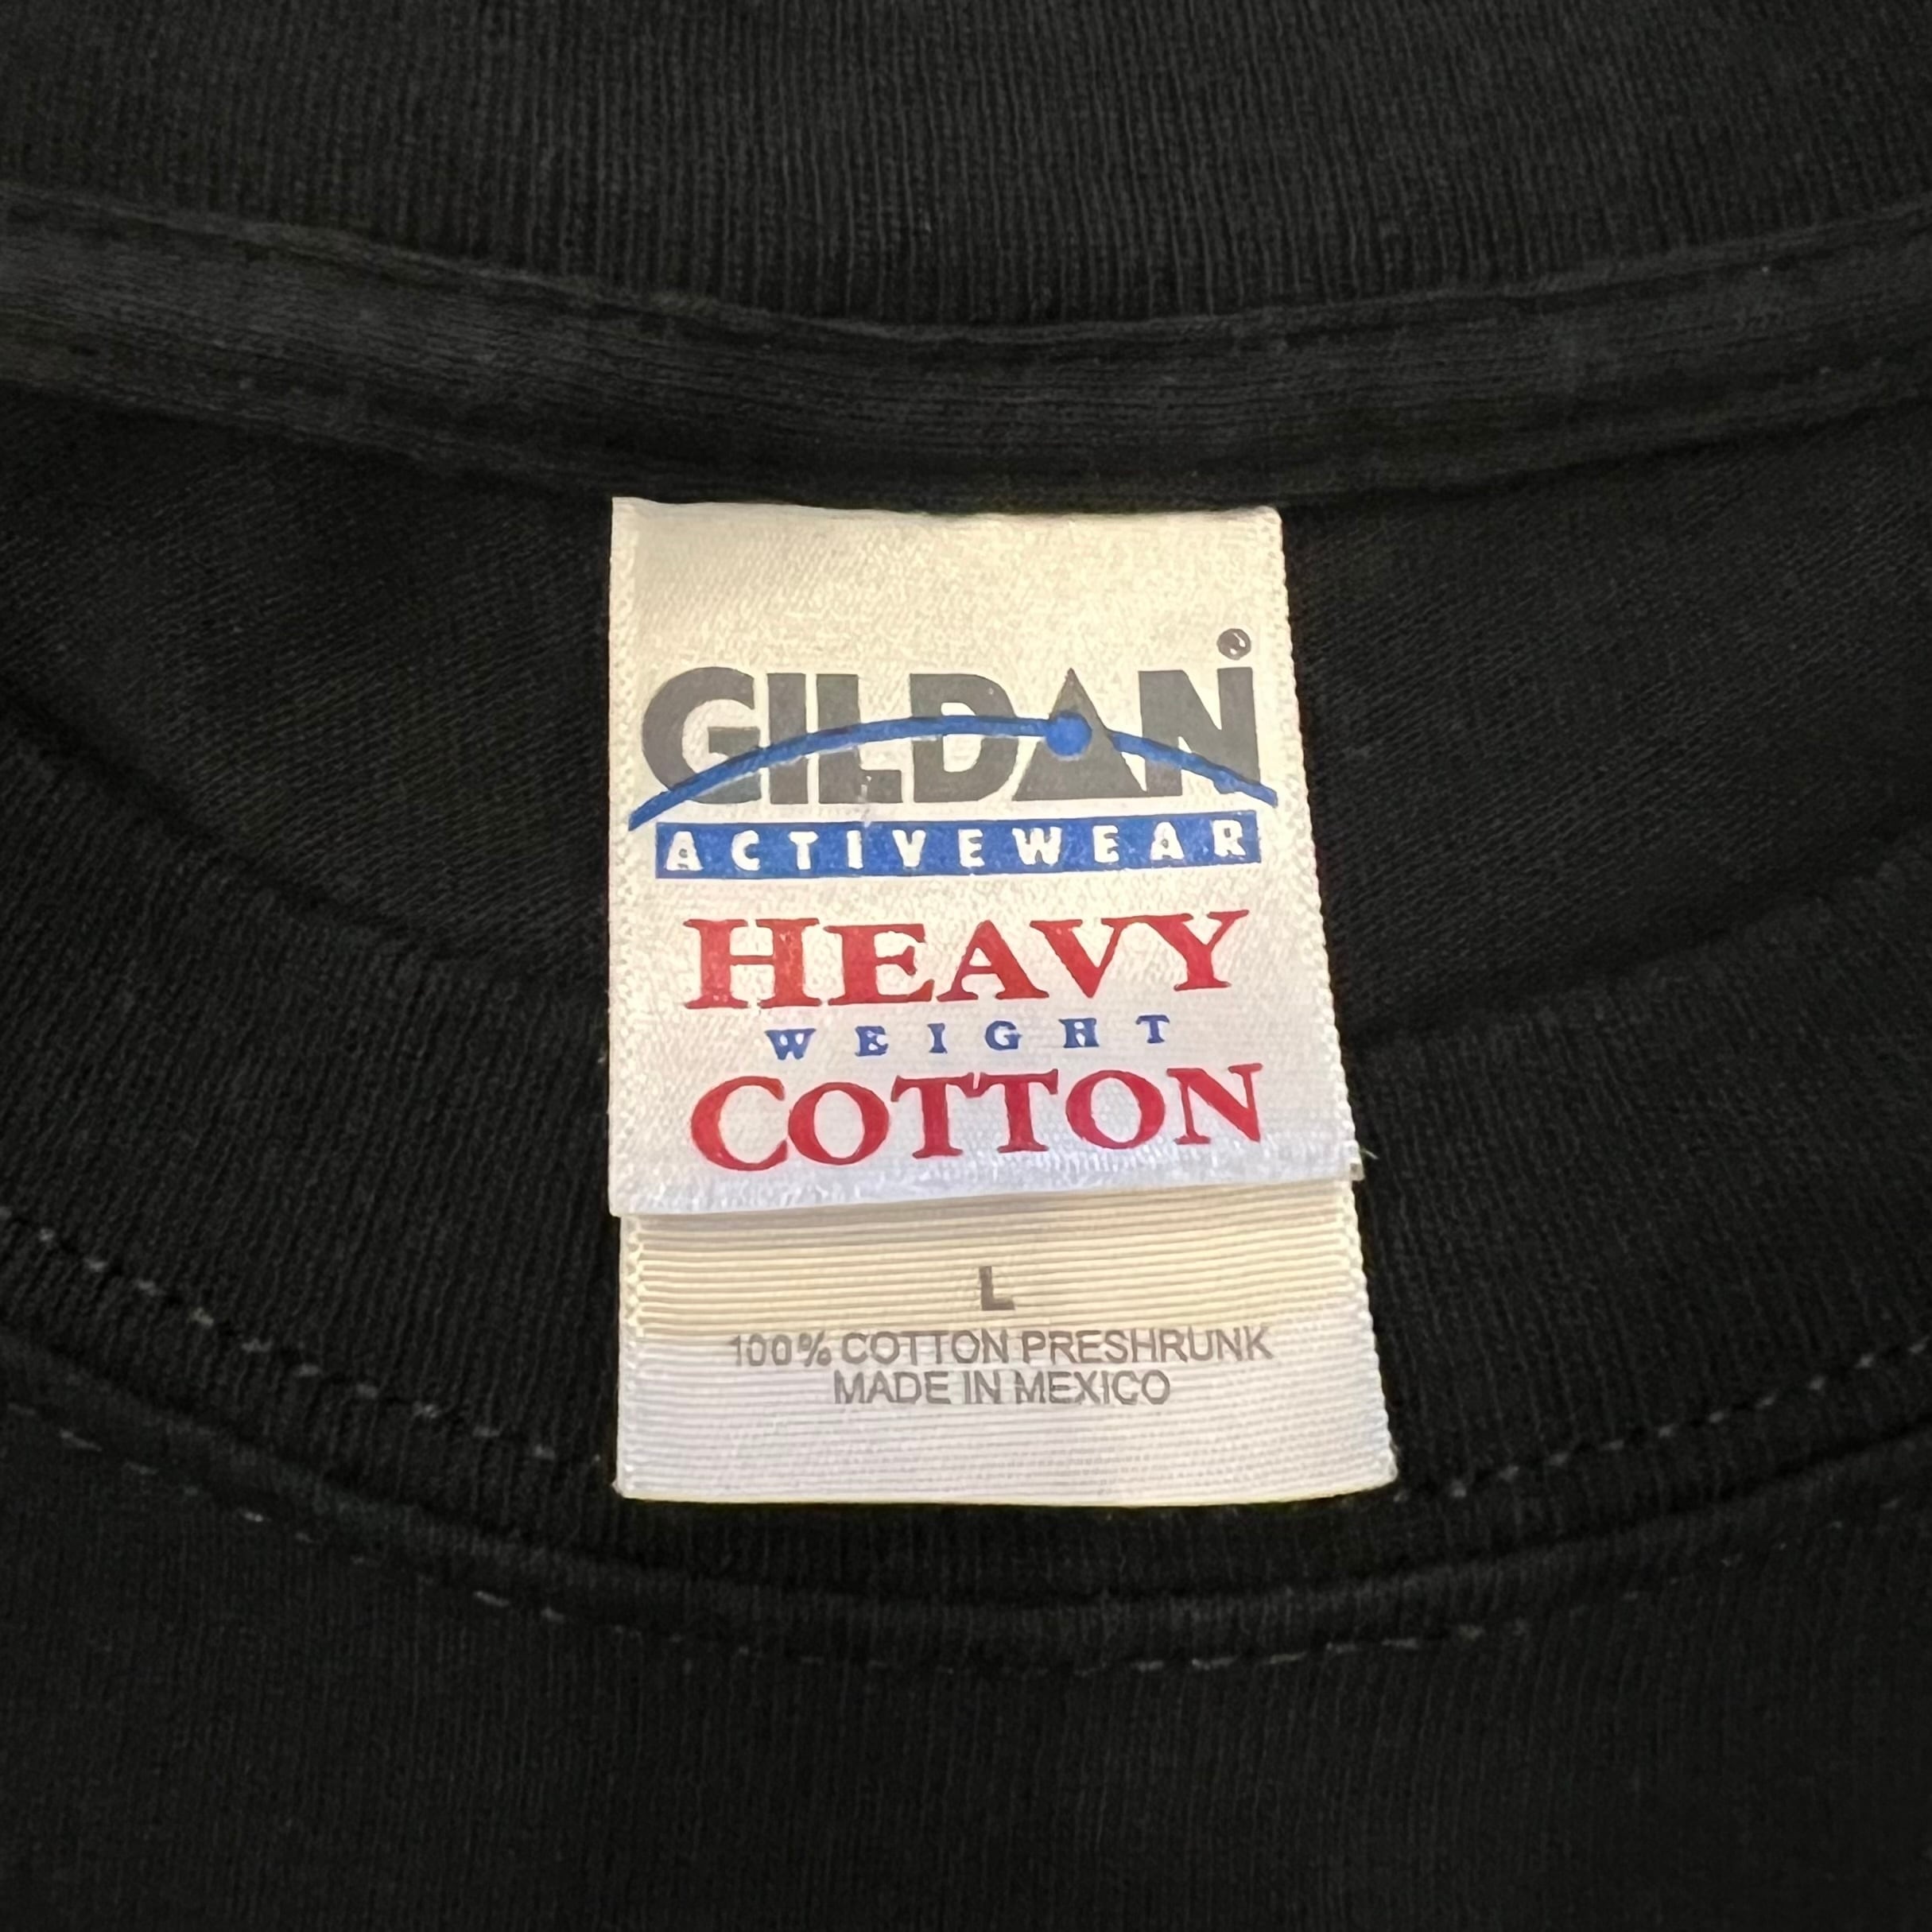 GILDAN®
ACTIVEWEAR
HEAVY
WEIGHT
COTTON
L
100% COTTON PRESHRUNK
MADE IN MEXICO